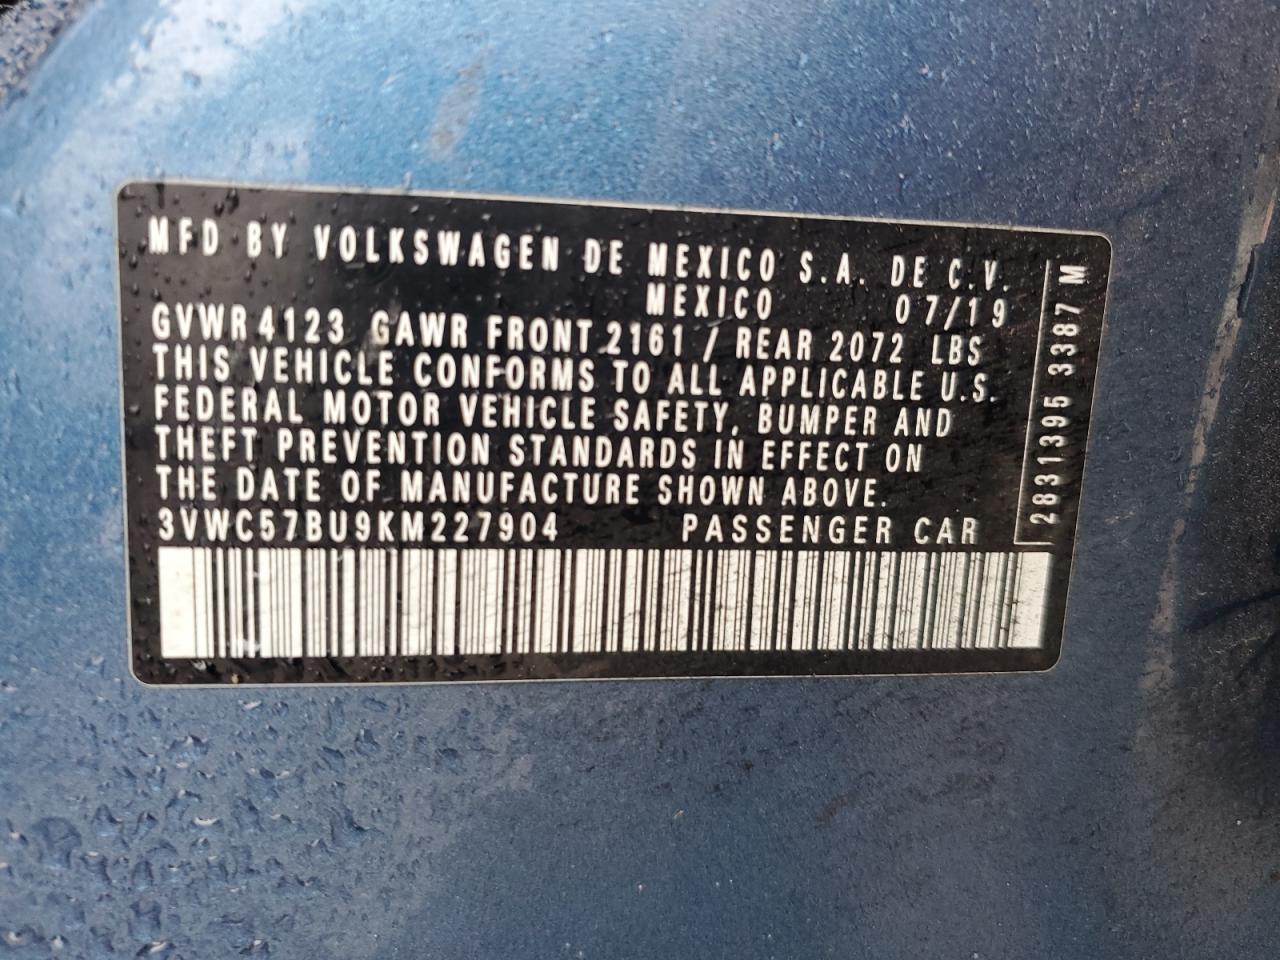 MFD BY VOLKSWAGEN DE MEXICO S.A. DE C.V.
MEXICO 07/19
GVWR 4123 GAWR FRONT 2161 / REAR 2072 LBS
THIS VEHICLE CONFORMS TO ALL APPLICABLE U.S.
FEDERAL MOTOR VEHICLE SAFETY, BUMPER AND
THEFT PREVENTION STANDARDS IN EFFECT ON
THE DATE OF MANUFACTURE SHOWN ABOVE.
3VWC57BU9KM227904 PASSENGER CAR
2831395 3387 M